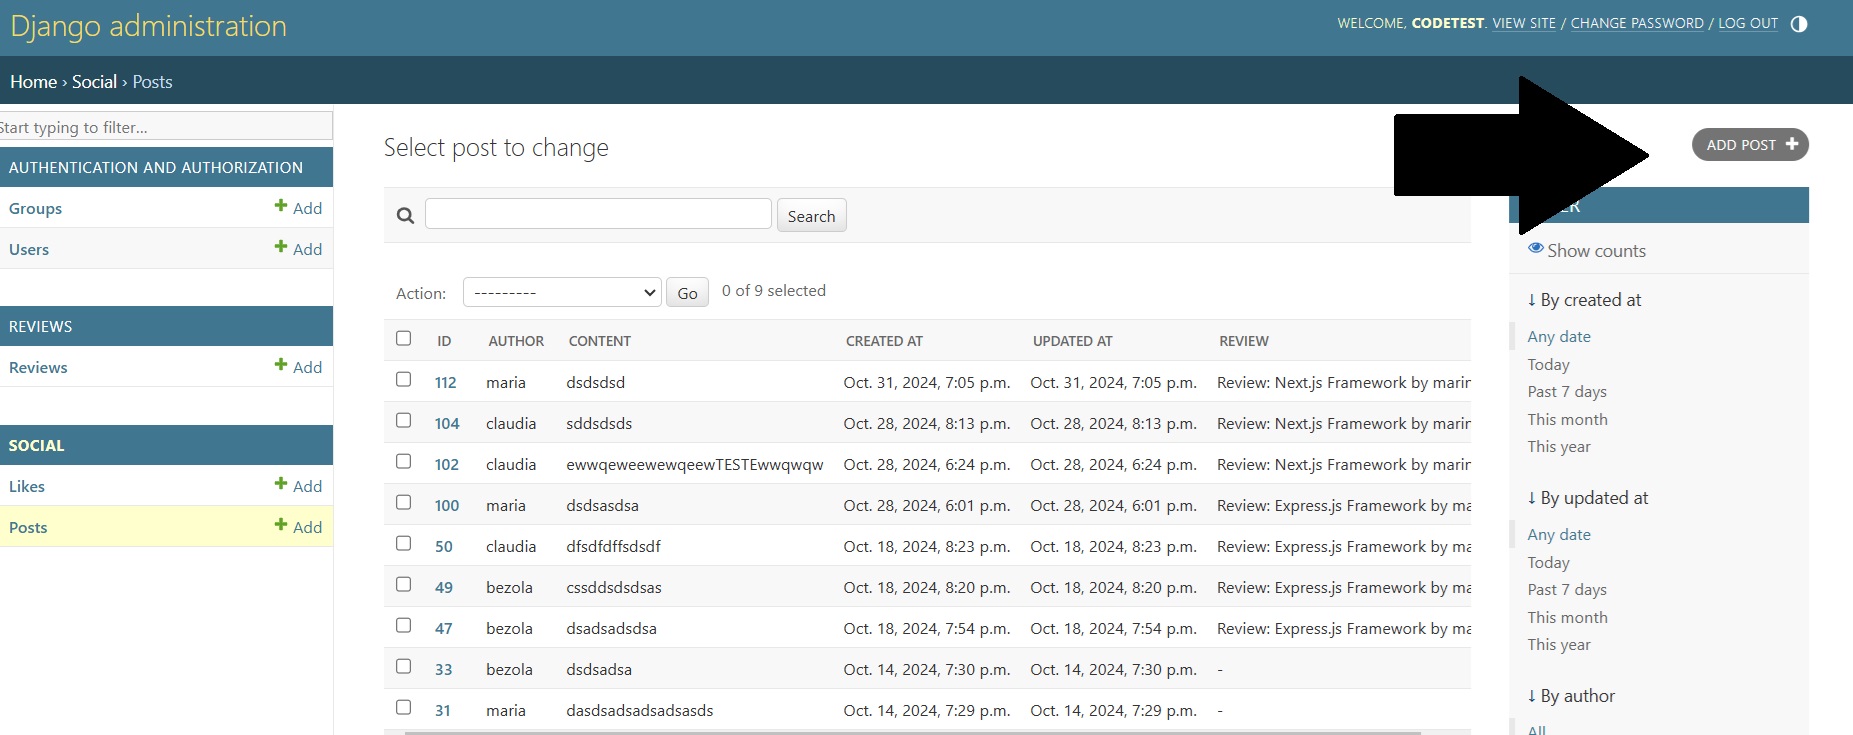 Django administration
WELCOME, CODETEST. VIEW SITE / CHANGE PASSWORD / LOG OUT
Home › Social › Posts
Start typing to filter...
AUTHENTICATION AND AUTHORIZATION
Groups + Add
Users + Add
REVIEWS
Reviews + Add
SOCIAL
Likes + Add
Posts + Add
Select post to change
ADD POST +
Search
Action: --------- Go 0 of 9 selected
ID AUTHOR CONTENT CREATED AT UPDATED AT REVIEW
112 maria dsdsdsd Oct. 31, 2024, 7:05 p.m. Oct. 31, 2024, 7:05 p.m. Review: Next.js Framework by marin
104 claudia sddsdsds Oct. 28, 2024, 8:13 p.m. Oct. 28, 2024, 8:13 p.m. Review: Next.js Framework by marin
102 claudia ewwqeweewewqeewTESTEwwqwqw Oct. 28, 2024, 6:24 p.m. Oct. 28, 2024, 6:24 p.m. Review: Next.js Framework by marin
100 maria dsdsasdsa Oct. 28, 2024, 6:01 p.m. Oct. 28, 2024, 6:01 p.m. Review: Express.js Framework by ma
50 claudia dfsdfdffsdsdf Oct. 18, 2024, 8:23 p.m. Oct. 18, 2024, 8:23 p.m. Review: Express.js Framework by ma
49 bezola cssddsdsdsas Oct. 18, 2024, 8:20 p.m. Oct. 18, 2024, 8:20 p.m. Review: Express.js Framework by ma
47 bezola dsadsadsdsa Oct. 18, 2024, 7:54 p.m. Oct. 18, 2024, 7:54 p.m. Review: Express.js Framework by ma
33 bezola dsdsadsa Oct. 14, 2024, 7:30 p.m. Oct. 14, 2024, 7:30 p.m. -
31 maria dasdsadsadsadsasds Oct. 14, 2024, 7:29 p.m. Oct. 14, 2024, 7:29 p.m. -
Show counts
↓ By created at
Any date
Today
Past 7 days
This month
This year
↓ By updated at
Any date
Today
Past 7 days
This month
This year
↓ By author
All